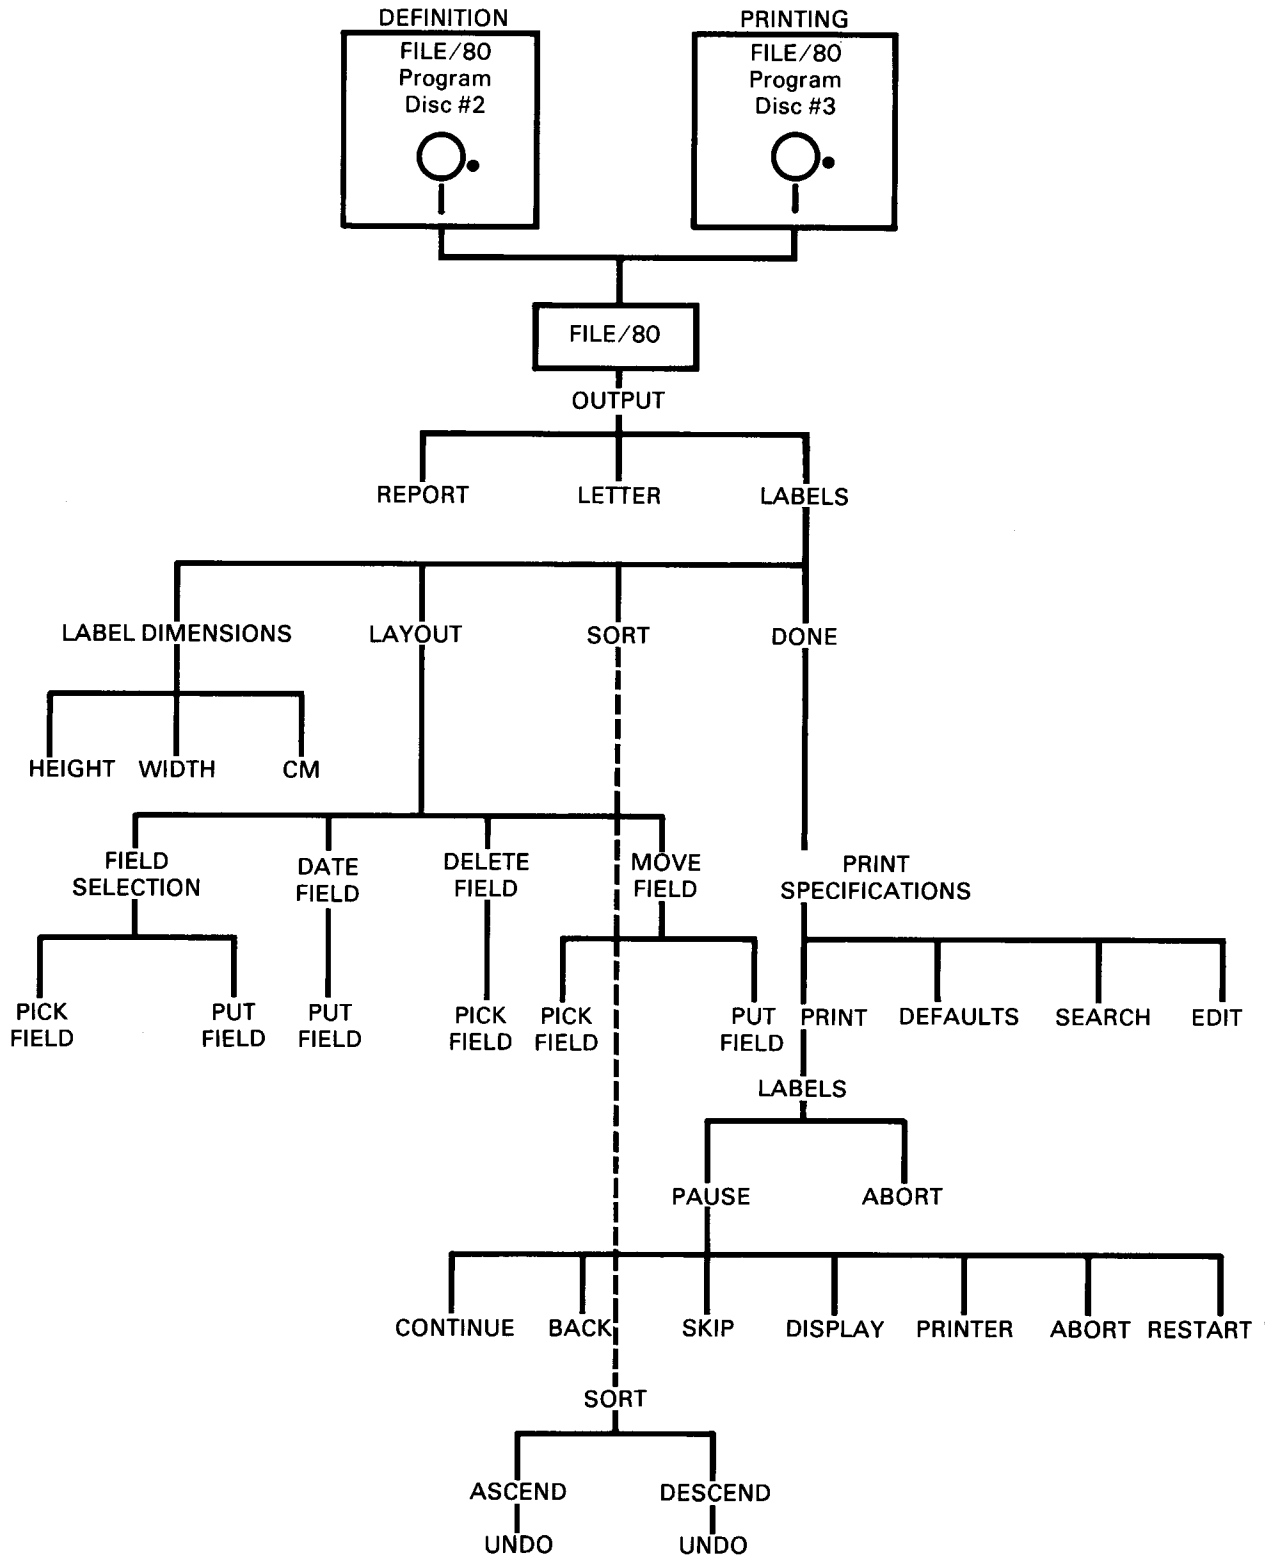 DEFINITION
PRINTING
FILE/80
Program
Disc #2
FILE/80
Program
Disc #3
FILE/80
OUTPUT
REPORT
LETTER
LABELS
LABEL DIMENSIONS
LAYOUT
SORT
DONE
HEIGHT
WIDTH
CM
FIELD
SELECTION
DATE
FIELD
DELETE
FIELD
MOVE
FIELD
PRINT
SPECIFICATIONS
PICK
FIELD
PUT
FIELD
PUT
FIELD
PICK
FIELD
PICK
FIELD
PUT
FIELD
PRINT
DEFAULTS
SEARCH
EDIT
LABELS
PAUSE
ABORT
CONTINUE
BACK
SKIP
DISPLAY
PRINTER
ABORT
RESTART
SORT
ASCEND
DESCEND
UNDO
UNDO